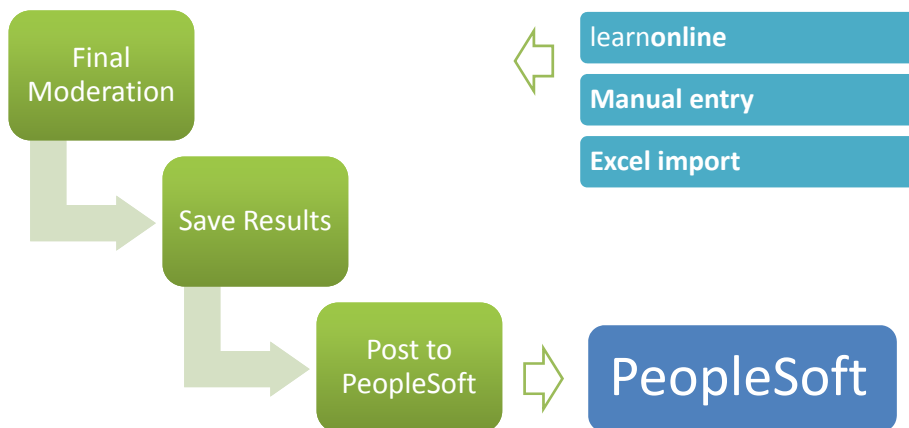 Final
Moderation
learnonline
Manual entry
Excel import
Save Results
Post to
PeopleSoft
PeopleSoft